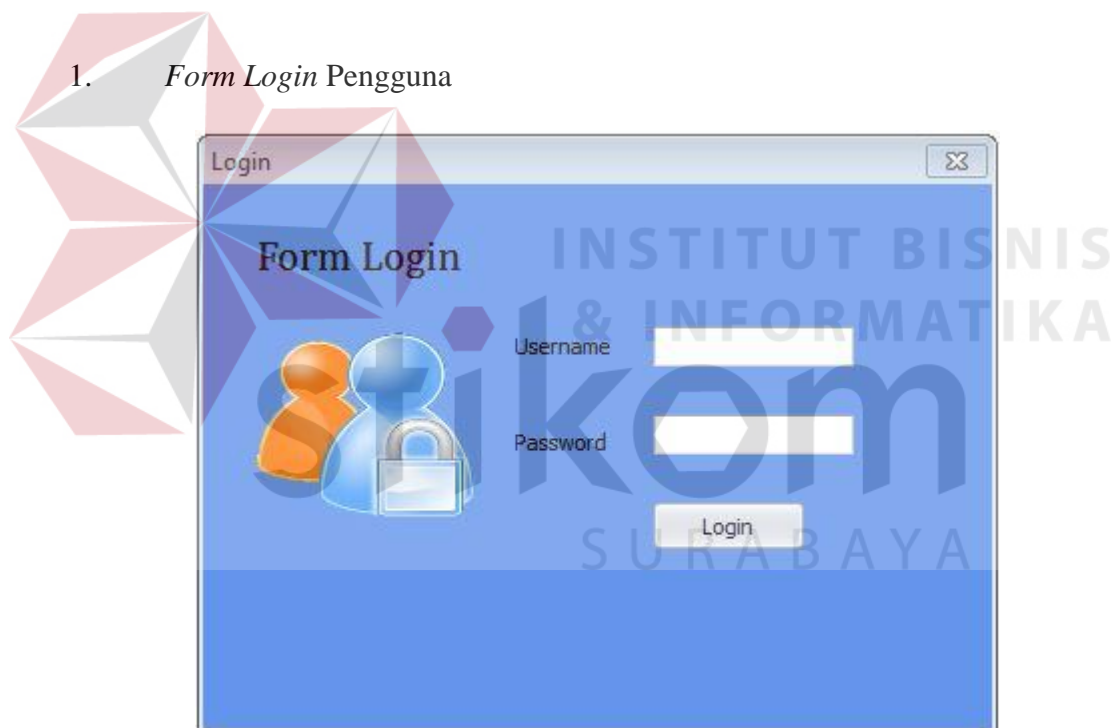 1. Form Login Pengguna
Login
Form Login
INSTITUT BISNIS
& INFORMATIKA
Username
stikom
Password
Login
SURABAYA